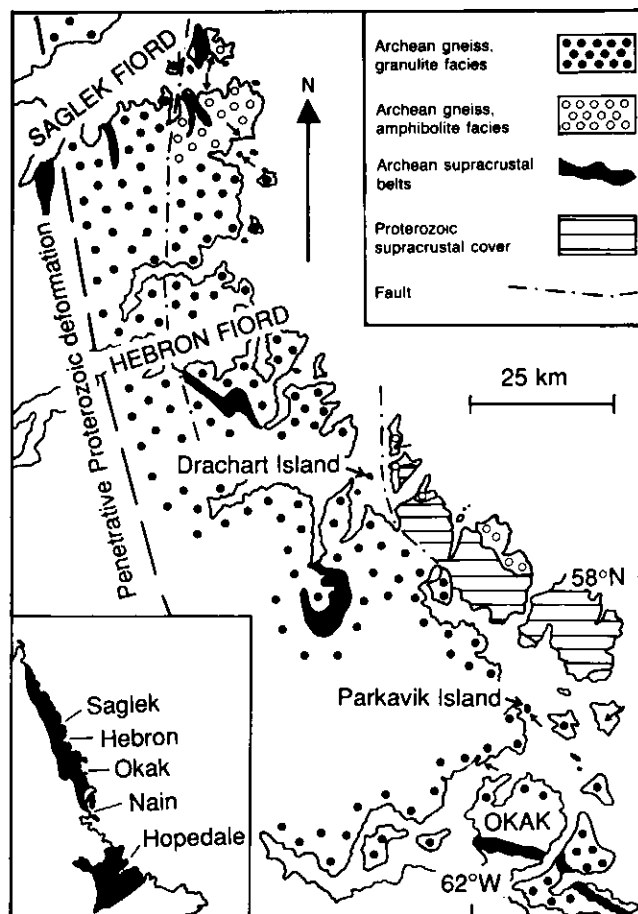 SAGLEK FIORD
N
Archean gneiss,
granulite facies
Archean gneiss,
amphibolite facies
Archean supracrustal
belts
Proterozoic
supracrustal cover
Fault
Penetrative Proterozoic deformation
HEBRON FIORD
25 km
Drachart Island
58°N
Parkavik Island
OKAK
62°W
Saglek
Hebron
Okak
Nain
Hopedale